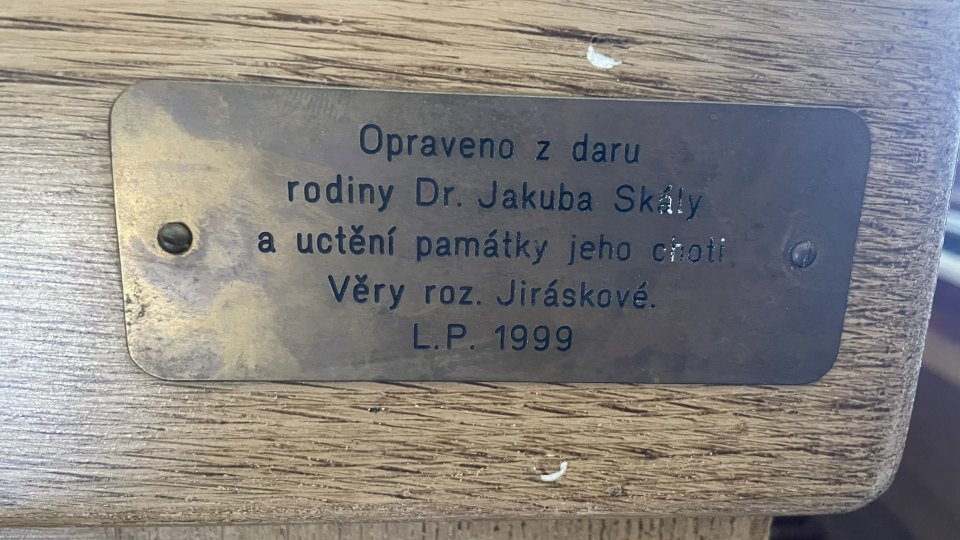 Opraveno z daru
rodiny Dr. Jakuba Skály
a uctění památky jeho choti
Věry roz. Jiráskové.
L.P. 1999